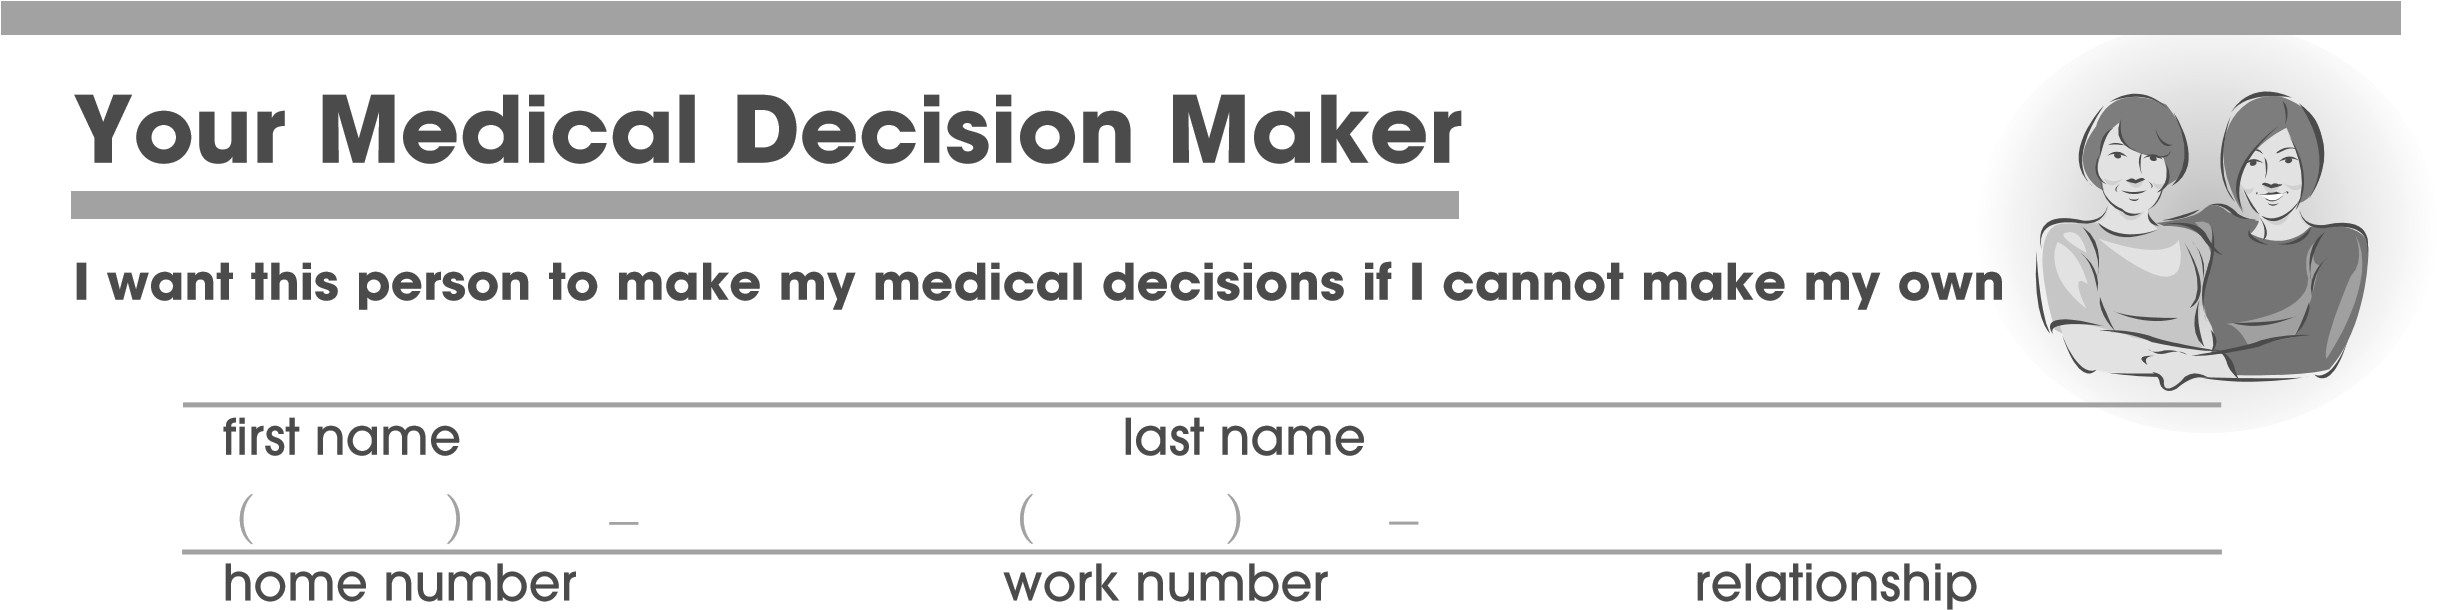 Your Medical Decision Maker
I want this person to make my medical decisions if I cannot make my own
first name last name
( ) – ( ) –
home number work number relationship